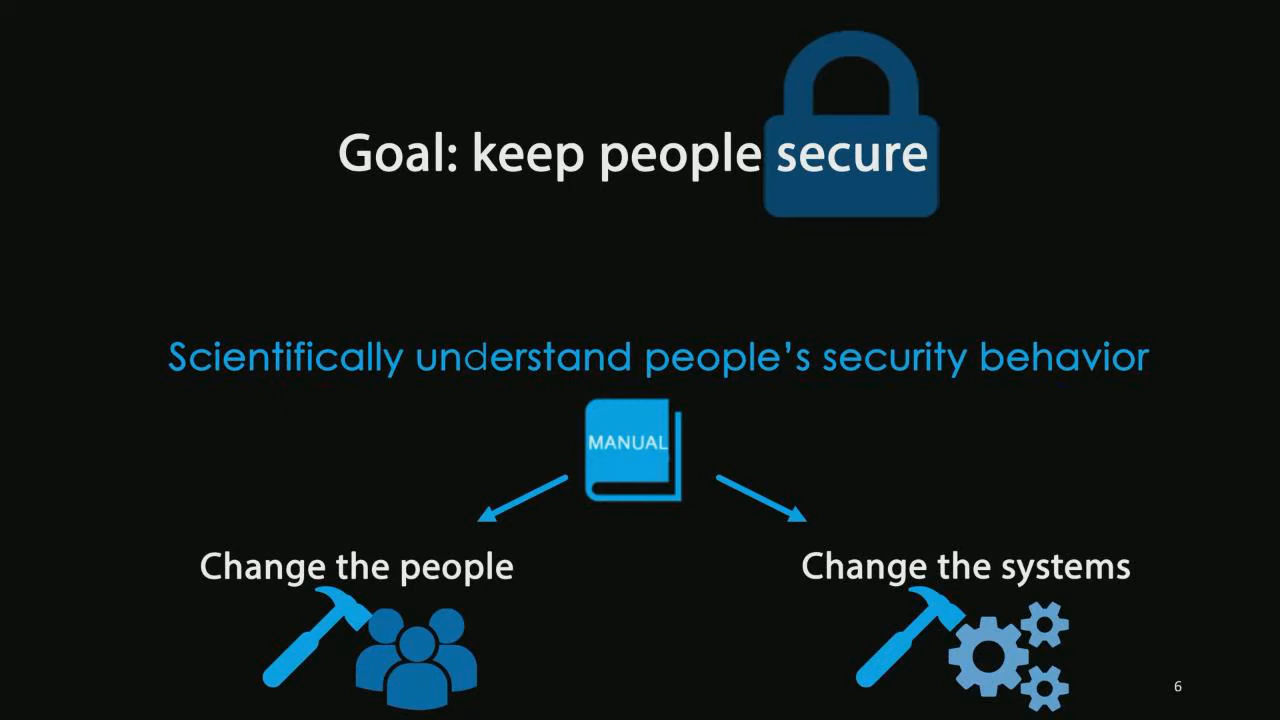 Goal: keep people secure
Scientifically understand people’s security behavior
MANUAL
Change the people
Change the systems
6